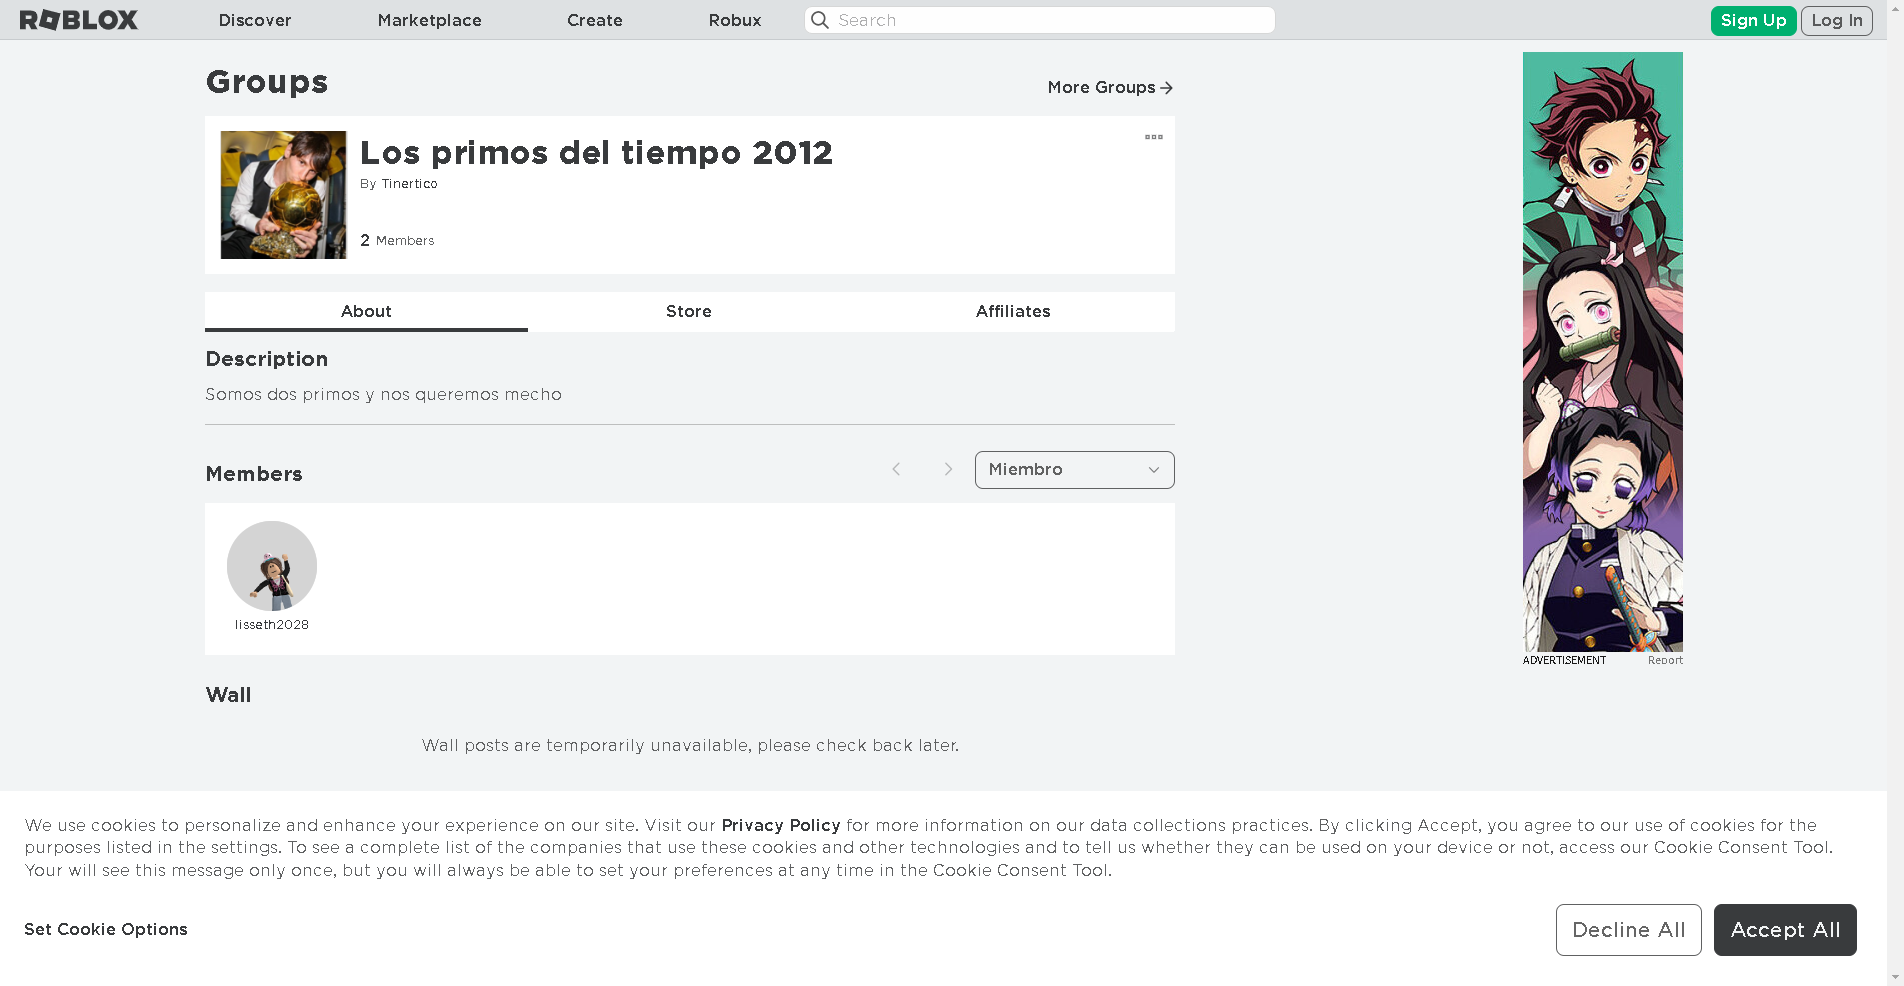 ROBLOX Discover Marketplace Create Robux Search Sign Up Log In
Groups
More Groups
Los primos del tiempo 2012
By Tinertico
2 Members
About Store Affiliates
Description
Somos dos primos y nos queremos mecho
Members
Miembro
lisseth2028
Wall
Wall posts are temporarily unavailable, please check back later.
ADVERTISEMENT Report
We use cookies to personalize and enhance your experience on our site. Visit our Privacy Policy for more information on our data collections practices. By clicking Accept, you agree to our use of cookies for the
purposes listed in the settings. To see a complete list of the companies that use these cookies and other technologies and to tell us whether they can be used on your device or not, access our Cookie Consent Tool.
Your will see this message only once, but you will always be able to set your preferences at any time in the Cookie Consent Tool.
Set Cookie Options
Decline All
Accept All